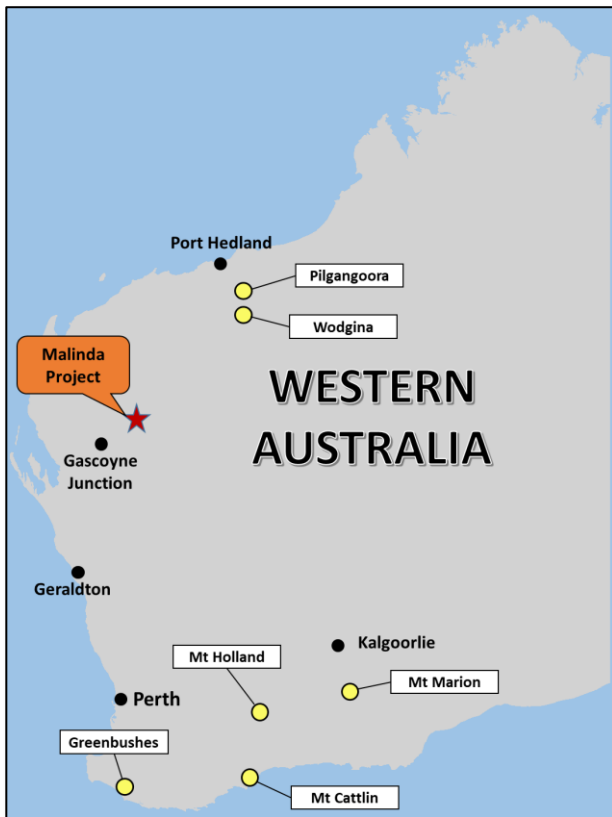 Port Hedland
Pilgangoora
Wodgina
Malinda
Project
WESTERN
AUSTRALIA
Gascoyne
Junction
Geraldton
Kalgoorlie
Mt Holland
Mt Marion
Perth
Greenbushes
Mt Cattlin